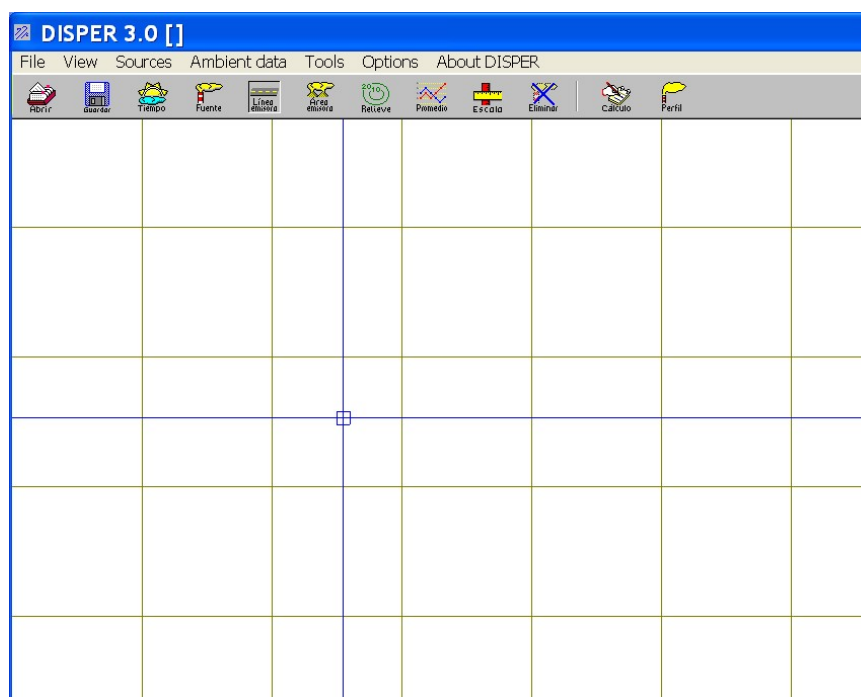 DISPER 3.0 []
File View Sources Ambient data Tools Options About DISPER
Abrir Guardar Tiempo Fuente Línea emisora Área emisora 2010 Relieve Promedio Escala Eliminar Cálculo Perfil